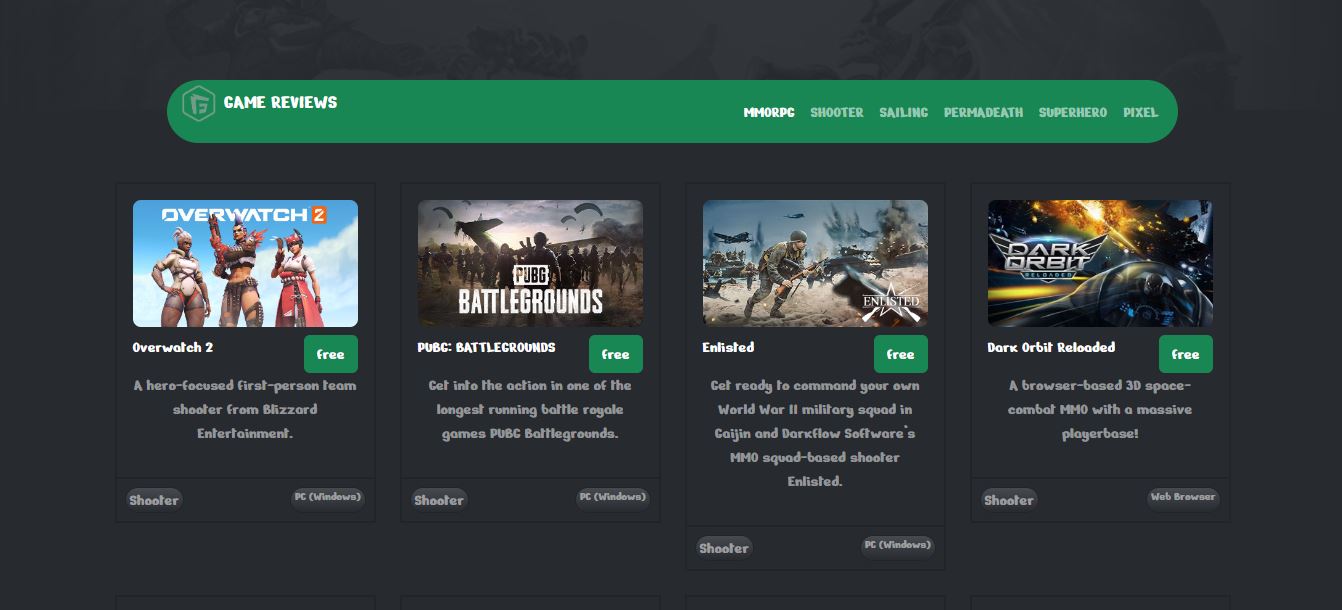 GAME REVIEWS
MMORPG SHOOTER SAILING PERMADEATH SUPERHERO PIXEL
OVERWATCH 2
PUBG
BATTLEGROUNDS
ENLISTED
DARK
ORBIT
RELOADED
Overwatch 2 free
A hero-focused first-person team
shooter from Blizzard
Entertainment.
Shooter PC (Windows)
PUBG: BATTLEGROUNDS free
Get into the action in one of the
longest running battle royale
games PUBG Battlegrounds.
Shooter PC (Windows)
Enlisted free
Get ready to command your own
World War II military squad in
Gaijin and Darkflow Software's
MMO squad-based shooter
Enlisted.
Shooter PC (Windows)
Dark Orbit Reloaded free
A browser-based 3D space-
combat MMO with a massive
playerbase!
Shooter Web Browser